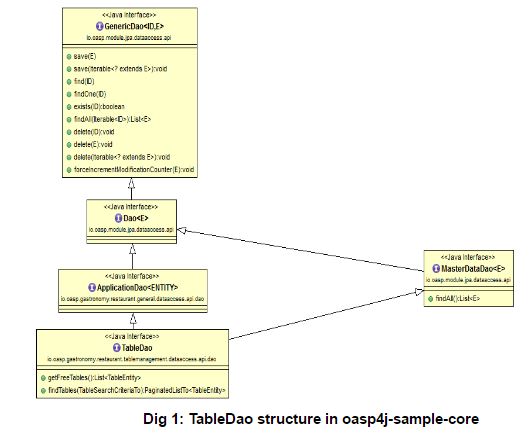 <<Java Interface>>
GenericDao<ID,E>
io.oasp.module.jpa.dataaccess.api
save(E)
save(Iterable<? extends E>):void
find(ID)
findOne(ID)
exists(ID):boolean
findAll(Iterable<ID>):List<E>
delete(ID):void
delete(E):void
delete(Iterable<? extends E>):void
forceIncrementModificationCounter(E):void
<<Java Interface>>
Dao<E>
io.oasp.module.jpa.dataaccess.api
<<Java Interface>>
MasterDataDao<E>
io.oasp.module.jpa.dataaccess.api
findAll():List<E>
<<Java Interface>>
ApplicationDao<ENTITY>
io.oasp.gastronomy.restaurant.general.dataaccess.api.dao
<<Java Interface>>
TableDao
io.oasp.gastronomy.restaurant.tablemanagement.dataaccess.api.dao
getFreeTables():List<TableEntity>
findTables(TableSearchCriteriaTo):PaginatedListTo<TableEntity>
Dig 1: TableDao structure in oasp4j-sample-core